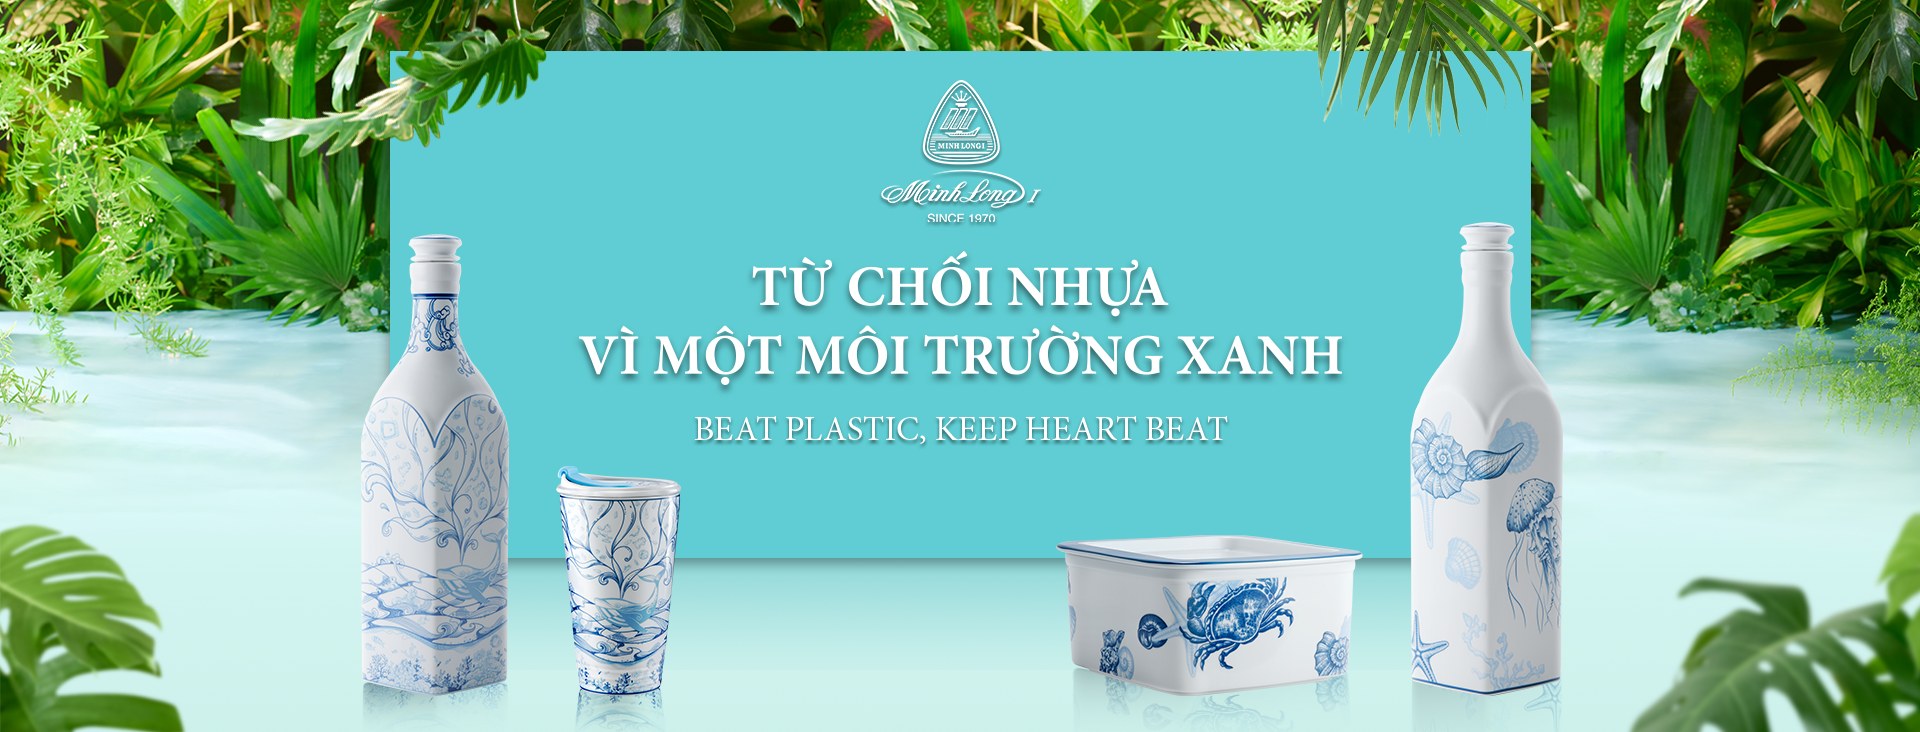 MINH LONG I
Minh Long I
SINCE 1970
TỪ CHỐI NHỰA
VÌ MỘT MÔI TRƯỜNG XANH
BEAT PLASTIC, KEEP HEART BEAT